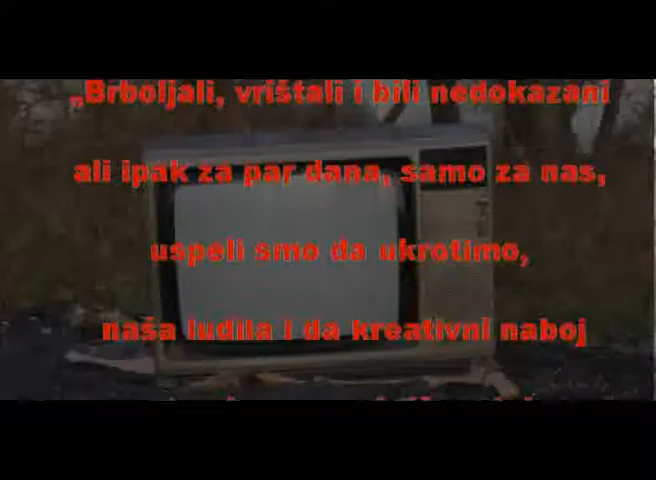 „Brboljali, vrištali i bili nedokazani
ali ipak za par dana, samo za nas,
uspeli smo da ukrotimo,
naša ludila i da kreativni naboj